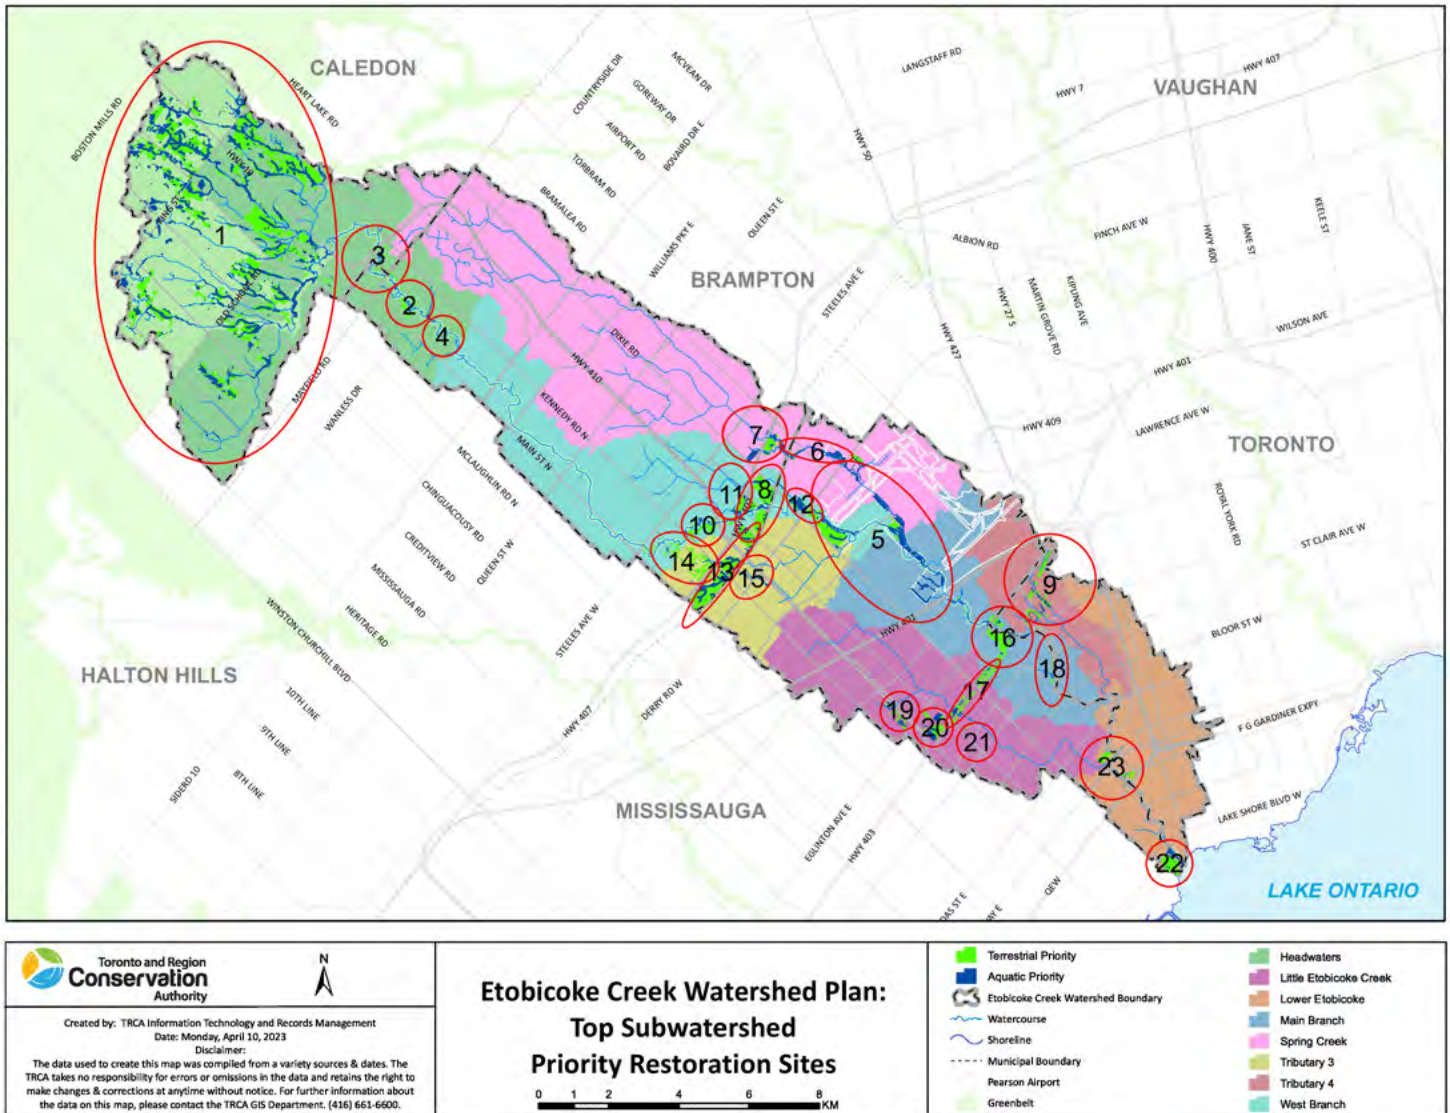 CALEDON
VAUGHAN
BRAMPTON
TORONTO
HALTON HILLS
MISSISSAUGA
LAKE ONTARIO
BOSTON MILLS RD
HEART LAKE RD
KING ST
OLD SCHOOL RD
MAYFIELD RD
WANLESS DR
COUNTRYSIDE DR
MCVEAN DR
GOREWAY DR
AIRPORT RD
BOVAIRD DR E
TORBRAM RD
BRAMALEA RD
WILLIAMS PKY E
QUEEN ST E
LANGSTAFF RD
HWY 7
HWY 407
HWY 50
ALBION RD
FINCH AVE W
HWY 400
JANE ST
KEELE ST
HWY 27 S
MARTIN GROVE RD
KIPLING AVE
WILSON AVE
STEELES AVE E
HWY 427
HWY 401
HWY 409
LAWRENCE AVE W
ROYAL YORK RD
ST CLAIR AVE W
BLOOR ST W
F G GARDINER EXPY
LAKE SHORE BLVD W
DIXIE RD
HWY 410
KENNEDY RD N
MAIN ST N
MCLAUGHLIN RD N
CHINGUACOUSY RD
CREDITVIEW RD
QUEEN ST W
MISSISSAUGA RD
HERITAGE RD
WINSTON CHURCHILL BLVD
10TH LINE
9TH LINE
8TH LINE
SIDERD 10
STEELES AVE W
HWY 407
DERRY RD W
HWY 401
EGLINTON AVE E
HWY 403
QEW
1
2
3
4
5
6
7
8
9
10
11
12
13
14
15
16
17
18
19
20
21
22
23
Toronto and Region
Conservation
Authority
N
Created by: TRCA Information Technology and Records Management
Date: Monday, April 10, 2023
Disclaimer:
The data used to create this map was compiled from a variety sources & dates. The
TRCA takes no responsibility for errors or omissions in the data and retains the right to
make changes & corrections at anytime without notice. For further information about
the data on this map, please contact the TRCA GIS Department. (416) 661-6600.
Etobicoke Creek Watershed Plan:
Top Subwatershed
Priority Restoration Sites
0 1 2 4 6 8
KM
Terrestrial Priority
Aquatic Priority
Etobicoke Creek Watershed Boundary
Watercourse
Shoreline
Municipal Boundary
Pearson Airport
Greenbelt
Headwaters
Little Etobicoke Creek
Lower Etobicoke
Main Branch
Spring Creek
Tributary 3
Tributary 4
West Branch